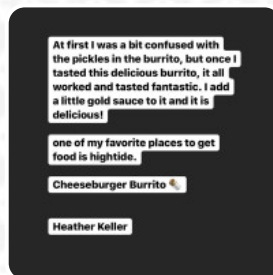 At first I was a bit confused with
the pickles in the burrito, but once I
tasted this delicious burrito, it all
worked and tasted fantastic. I add
a little gold sauce to it and it is
delicious!
one of my favorite places to get
food is hightide.
Cheeseburger Burrito 🌯
Heather Keller